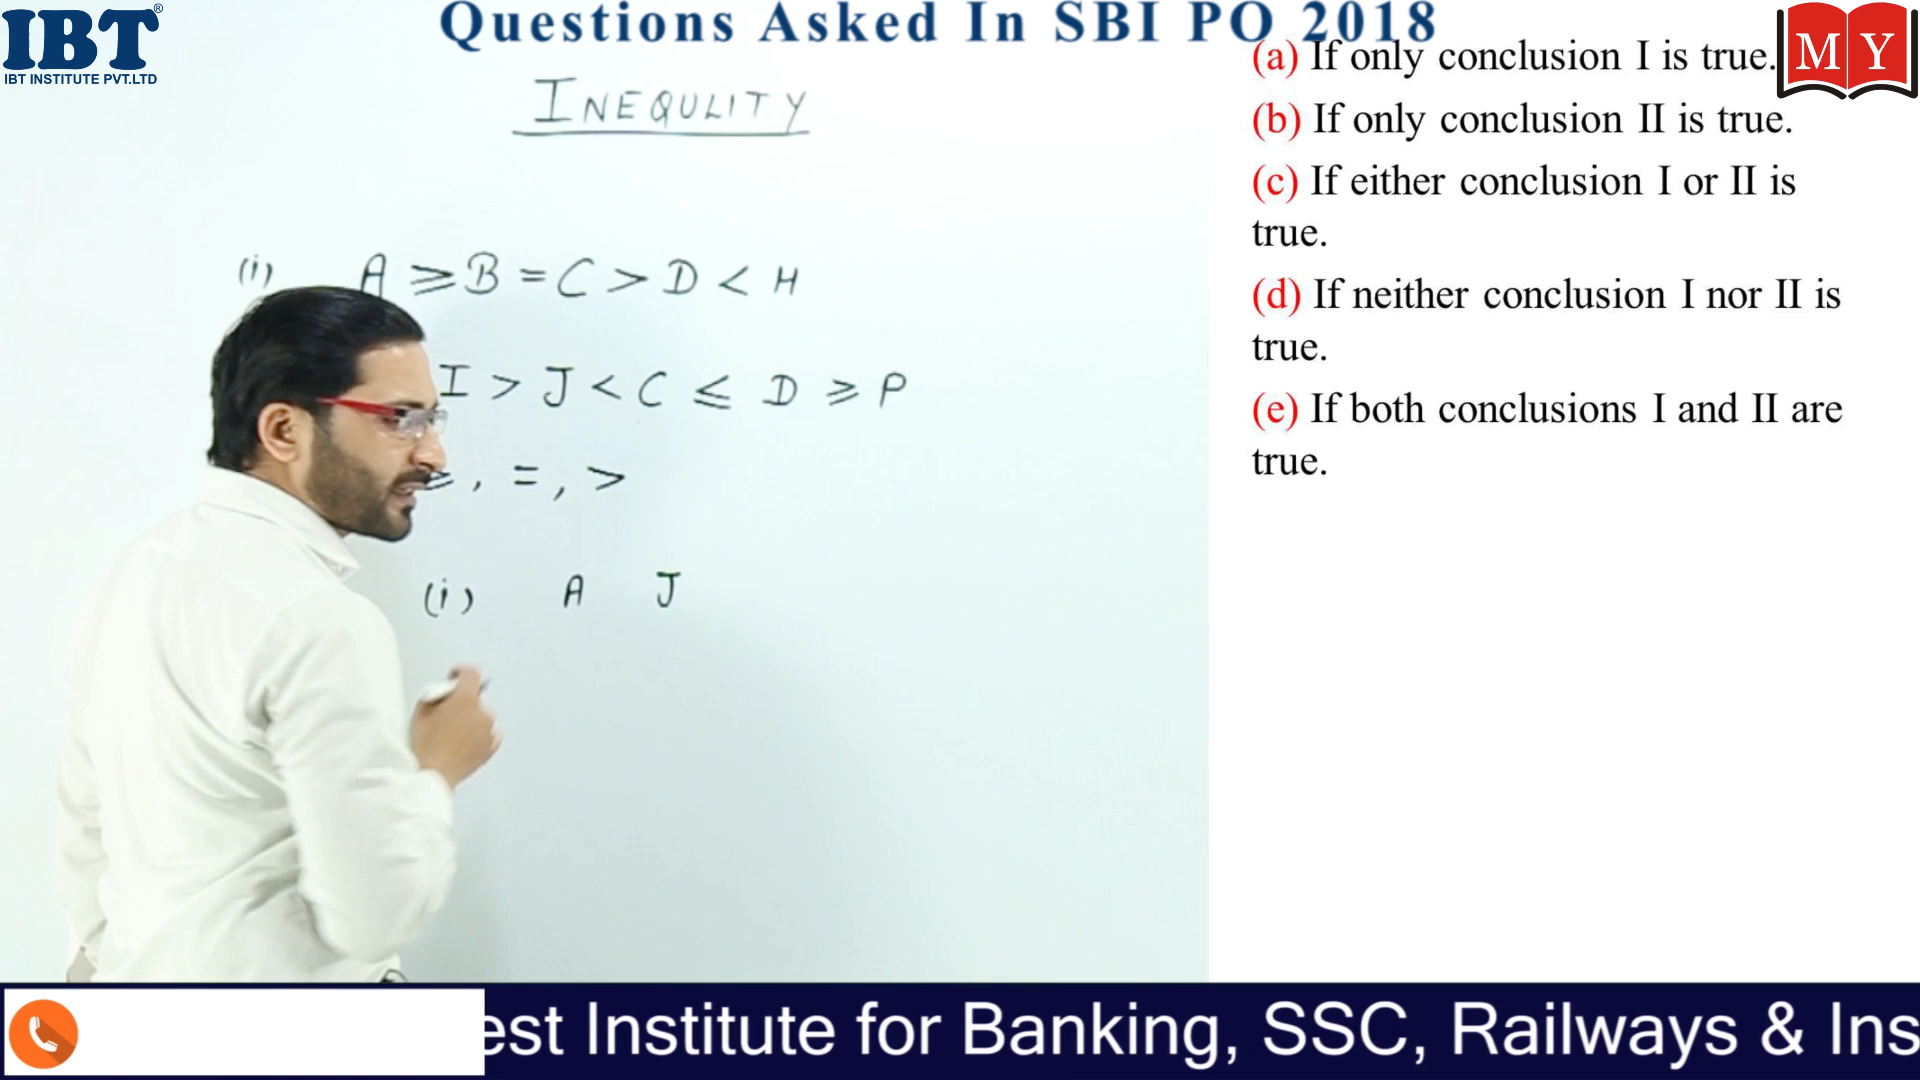 IBT®
IBT INSTITUTE PVT.LTD
Questions Asked In SBI PO 2018
MY
INEQULITY
(i) A ⩾ B = C > D < H
I > J < C ⩽ D ⩾ P
⩾, =, >
(i) A J
(a) If only conclusion I is true.
(b) If only conclusion II is true.
(c) If either conclusion I or II is
true.
(d) If neither conclusion I nor II is
true.
(e) If both conclusions I and II are
true.
est Institute for Banking, SSC, Railways & Ins